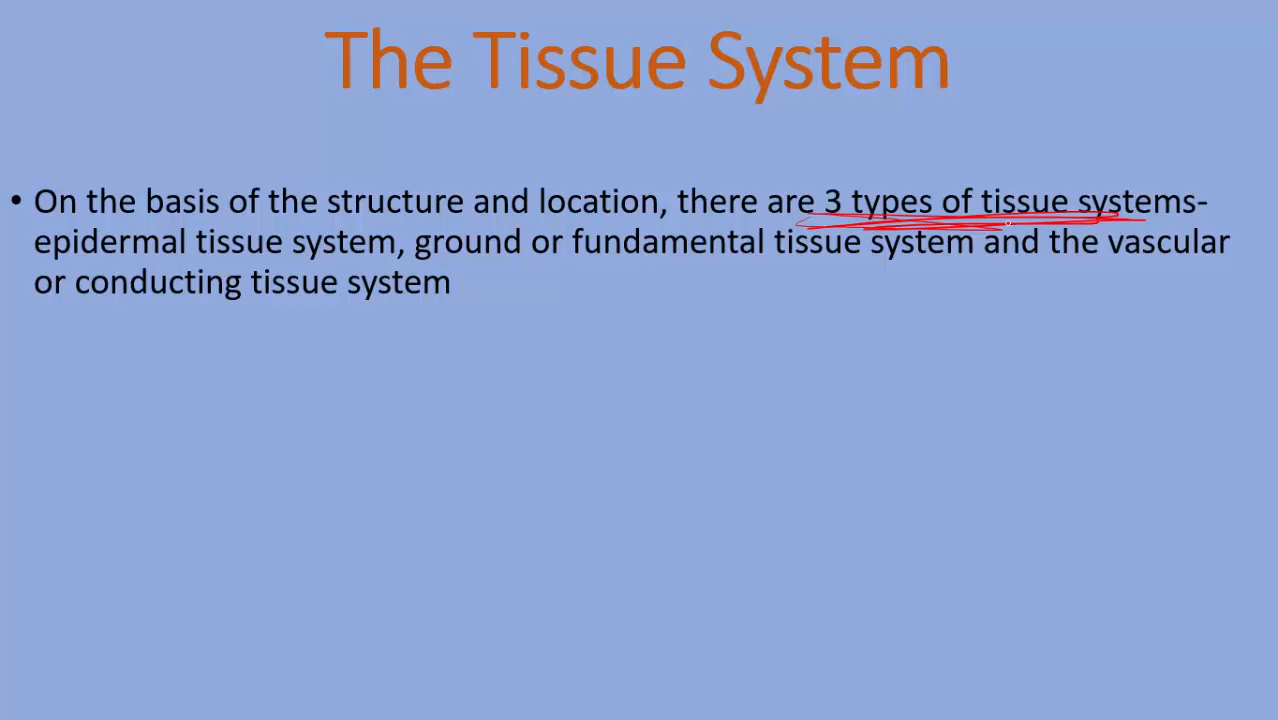 The Tissue System
• On the basis of the structure and location, there are 3 types of tissue systems-
epidermal tissue system, ground or fundamental tissue system and the vascular
or conducting tissue system